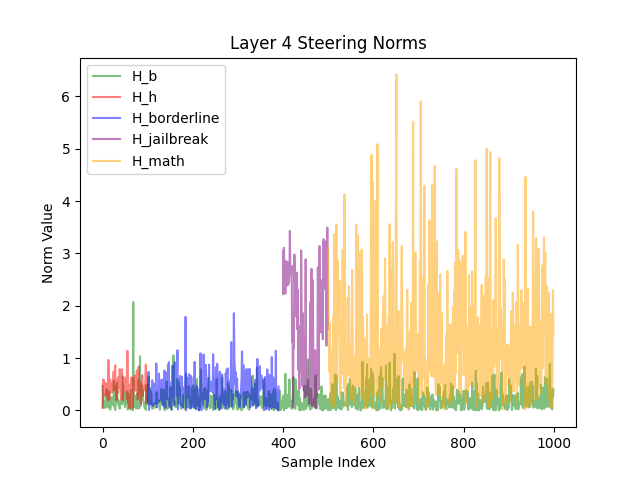 Layer 4 Steering Norms
H_b
H_h
H_borderline
H_jailbreak
H_math
Norm Value
6
5
4
3
2
1
0
0 200 400 600 800 1000
Sample Index